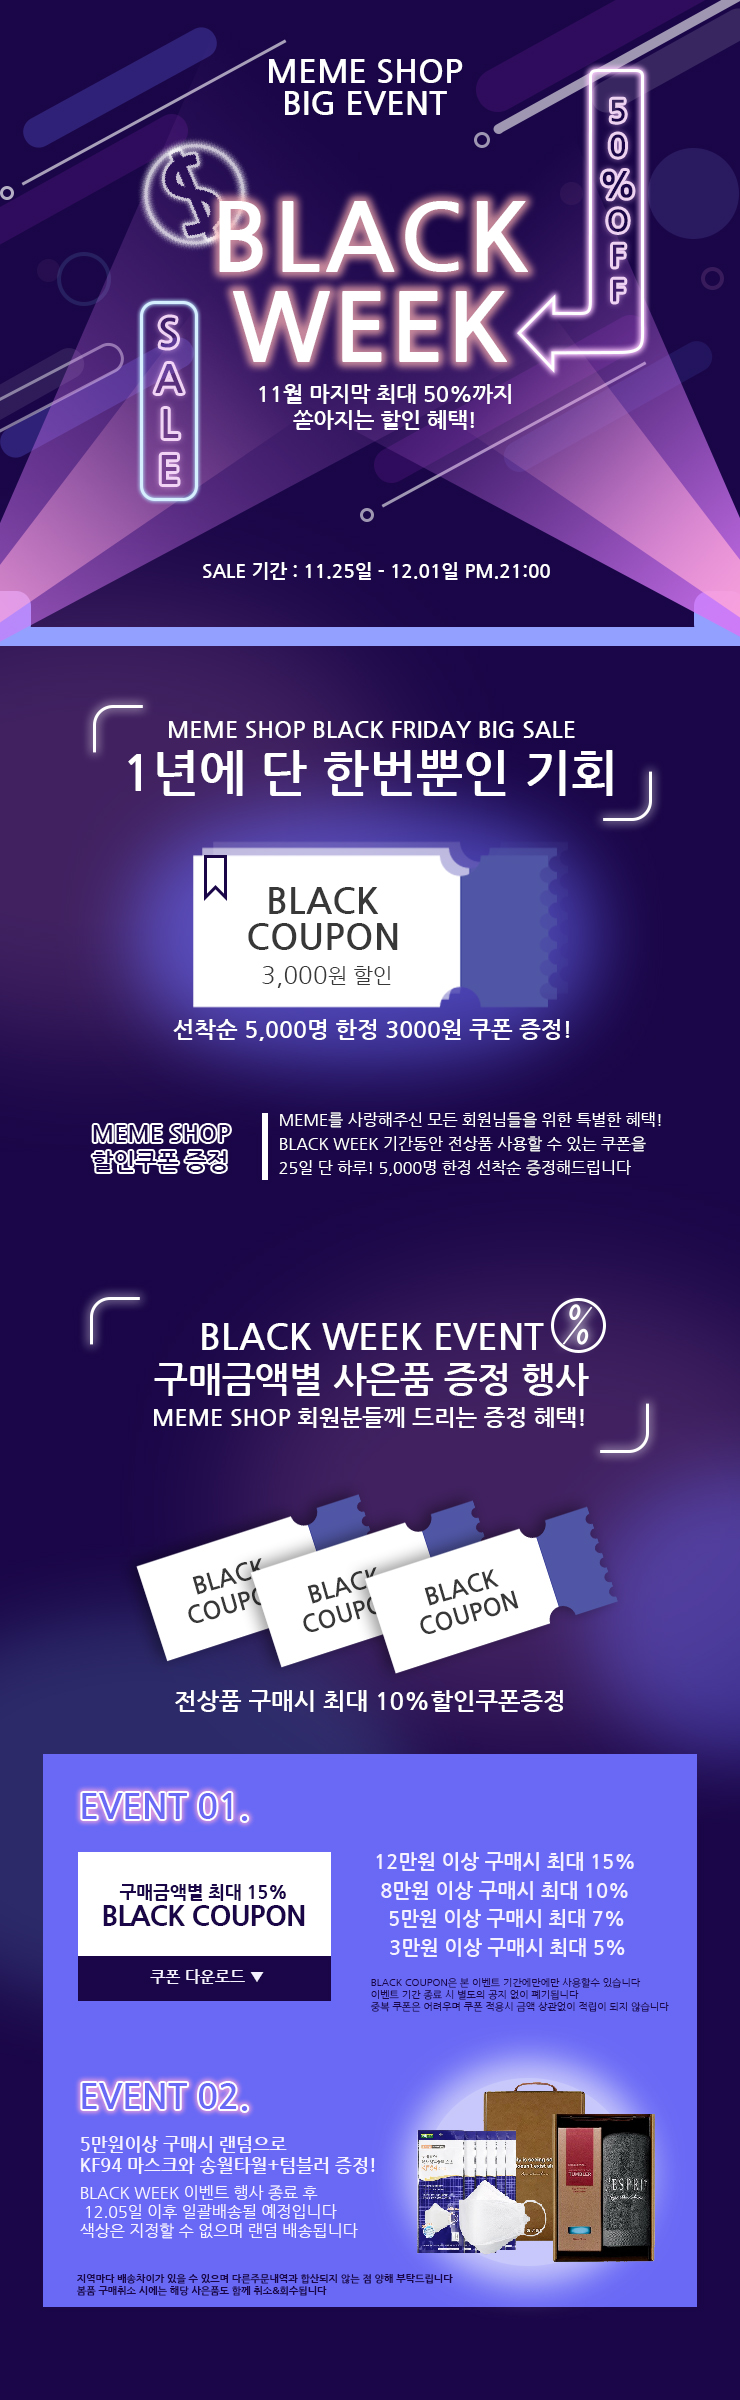 MEME SHOP
BIG EVENT
50%OFF
BLACK
WEEK
SALE
11월 마지막 최대 50%까지
쏟아지는 할인 혜택!
SALE 기간 : 11.25일 - 12.01일 PM.21:00
MEME SHOP BLACK FRIDAY BIG SALE
1년에 단 한번뿐인 기회
BLACK
COUPON
3,000원 할인
선착순 5,000명 한정 3000원 쿠폰 증정!
MEME SHOP
할인쿠폰 증정
MEME를 사랑해주신 모든 회원님들을 위한 특별한 혜택!
BLACK WEEK 기간동안 전상품 사용할 수 있는 쿠폰을
25일 단 하루! 5,000명 한정 선착순 증정해드립니다
BLACK WEEK EVENT %
구매금액별 사은품 증정 행사
MEME SHOP 회원분들께 드리는 증정 혜택!
BLACK
COUPO
BLACK
COUPO
BLACK
COUPON
전상품 구매시 최대 10%할인쿠폰증정
EVENT 01.
구매금액별 최대 15%
BLACK COUPON
쿠폰 다운로드 ▼
12만원 이상 구매시 최대 15%
8만원 이상 구매시 최대 10%
5만원 이상 구매시 최대 7%
3만원 이상 구매시 최대 5%
BLACK COUPON은 본 이벤트 기간에만에만 사용할수 있습니다
이벤트 기간 종료 시 별도의 공지 없이 폐기됩니다
중복 쿠폰은 어려우며 쿠폰 적용시 금액 상관없이 적립이 되지 않습니다
EVENT 02.
5만원이상 구매시 랜덤으로
KF94 마스크와 송월타월+텀블러 증정!
BLACK WEEK 이벤트 행사 종료 후
12.05일 이후 일괄배송될 예정입니다
색상은 지정할 수 없으며 랜덤 배송됩니다
TUMBLER
ESPRIT
지역마다 배송차이가 있을 수 있으며 다른주문내역과 합산되지 않는 점 양해 부탁드립니다
봄품 구매취소 시에는 해당 사은품도 함께 취소&회수됩니다